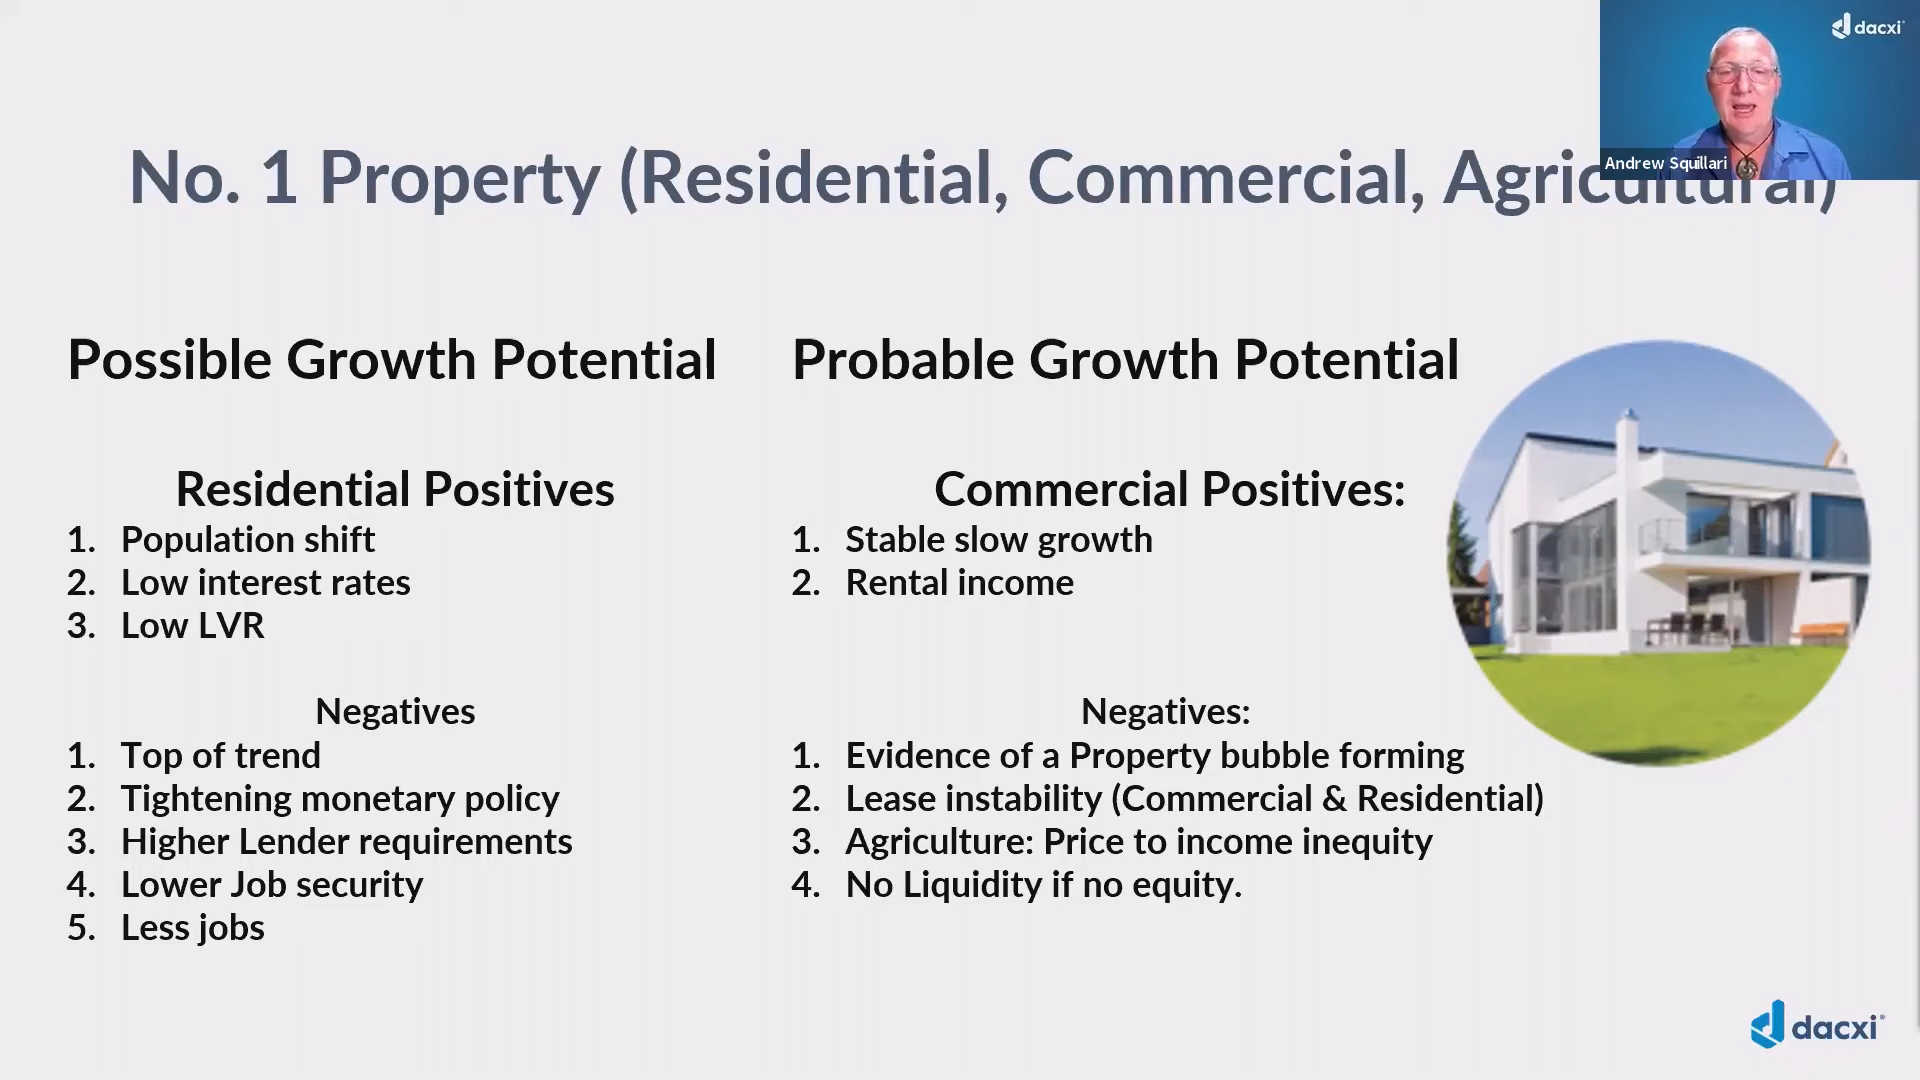 dacxi
Andrew Squillari
No. 1 Property (Residential, Commercial, Agricultural)
Possible Growth Potential
Residential Positives
1. Population shift
2. Low interest rates
3. Low LVR
Negatives
1. Top of trend
2. Tightening monetary policy
3. Higher Lender requirements
4. Lower Job security
5. Less jobs
Probable Growth Potential
Commercial Positives:
1. Stable slow growth
2. Rental income
Negatives:
1. Evidence of a Property bubble forming
2. Lease instability (Commercial & Residential)
3. Agriculture: Price to income inequity
4. No Liquidity if no equity.
dacxi